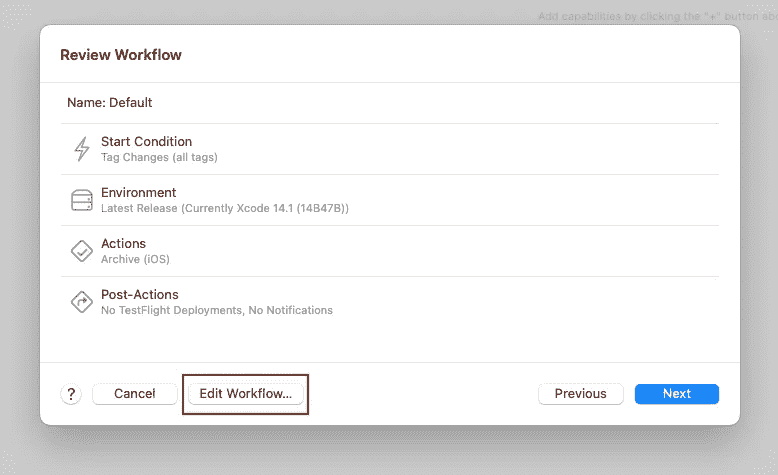 Add capabilities by clicking the "+" button abo
Review Workflow
Name: Default
Start Condition
Tag Changes (all tags)
Environment
Latest Release (Currently Xcode 14.1 (14B47B))
Actions
Archive (iOS)
Post-Actions
No TestFlight Deployments, No Notifications
? Cancel Edit Workflow... Previous Next